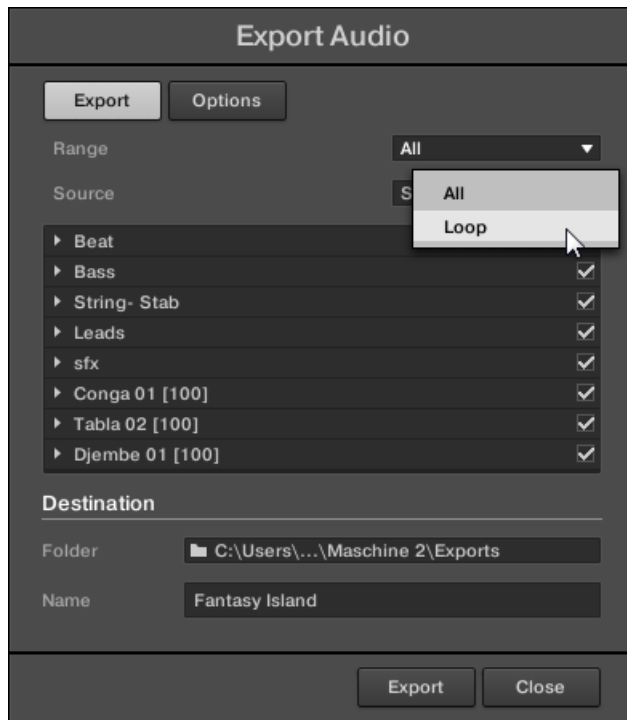 Export Audio
Export Options
Range All
Source S
All
Loop
Beat
Bass
String- Stab
Leads
sfx
Conga 01 [100]
Tabla 02 [100]
Djembe 01 [100]
Destination
Folder C:\Users\...\Maschine 2\Exports
Name Fantasy Island
Export Close